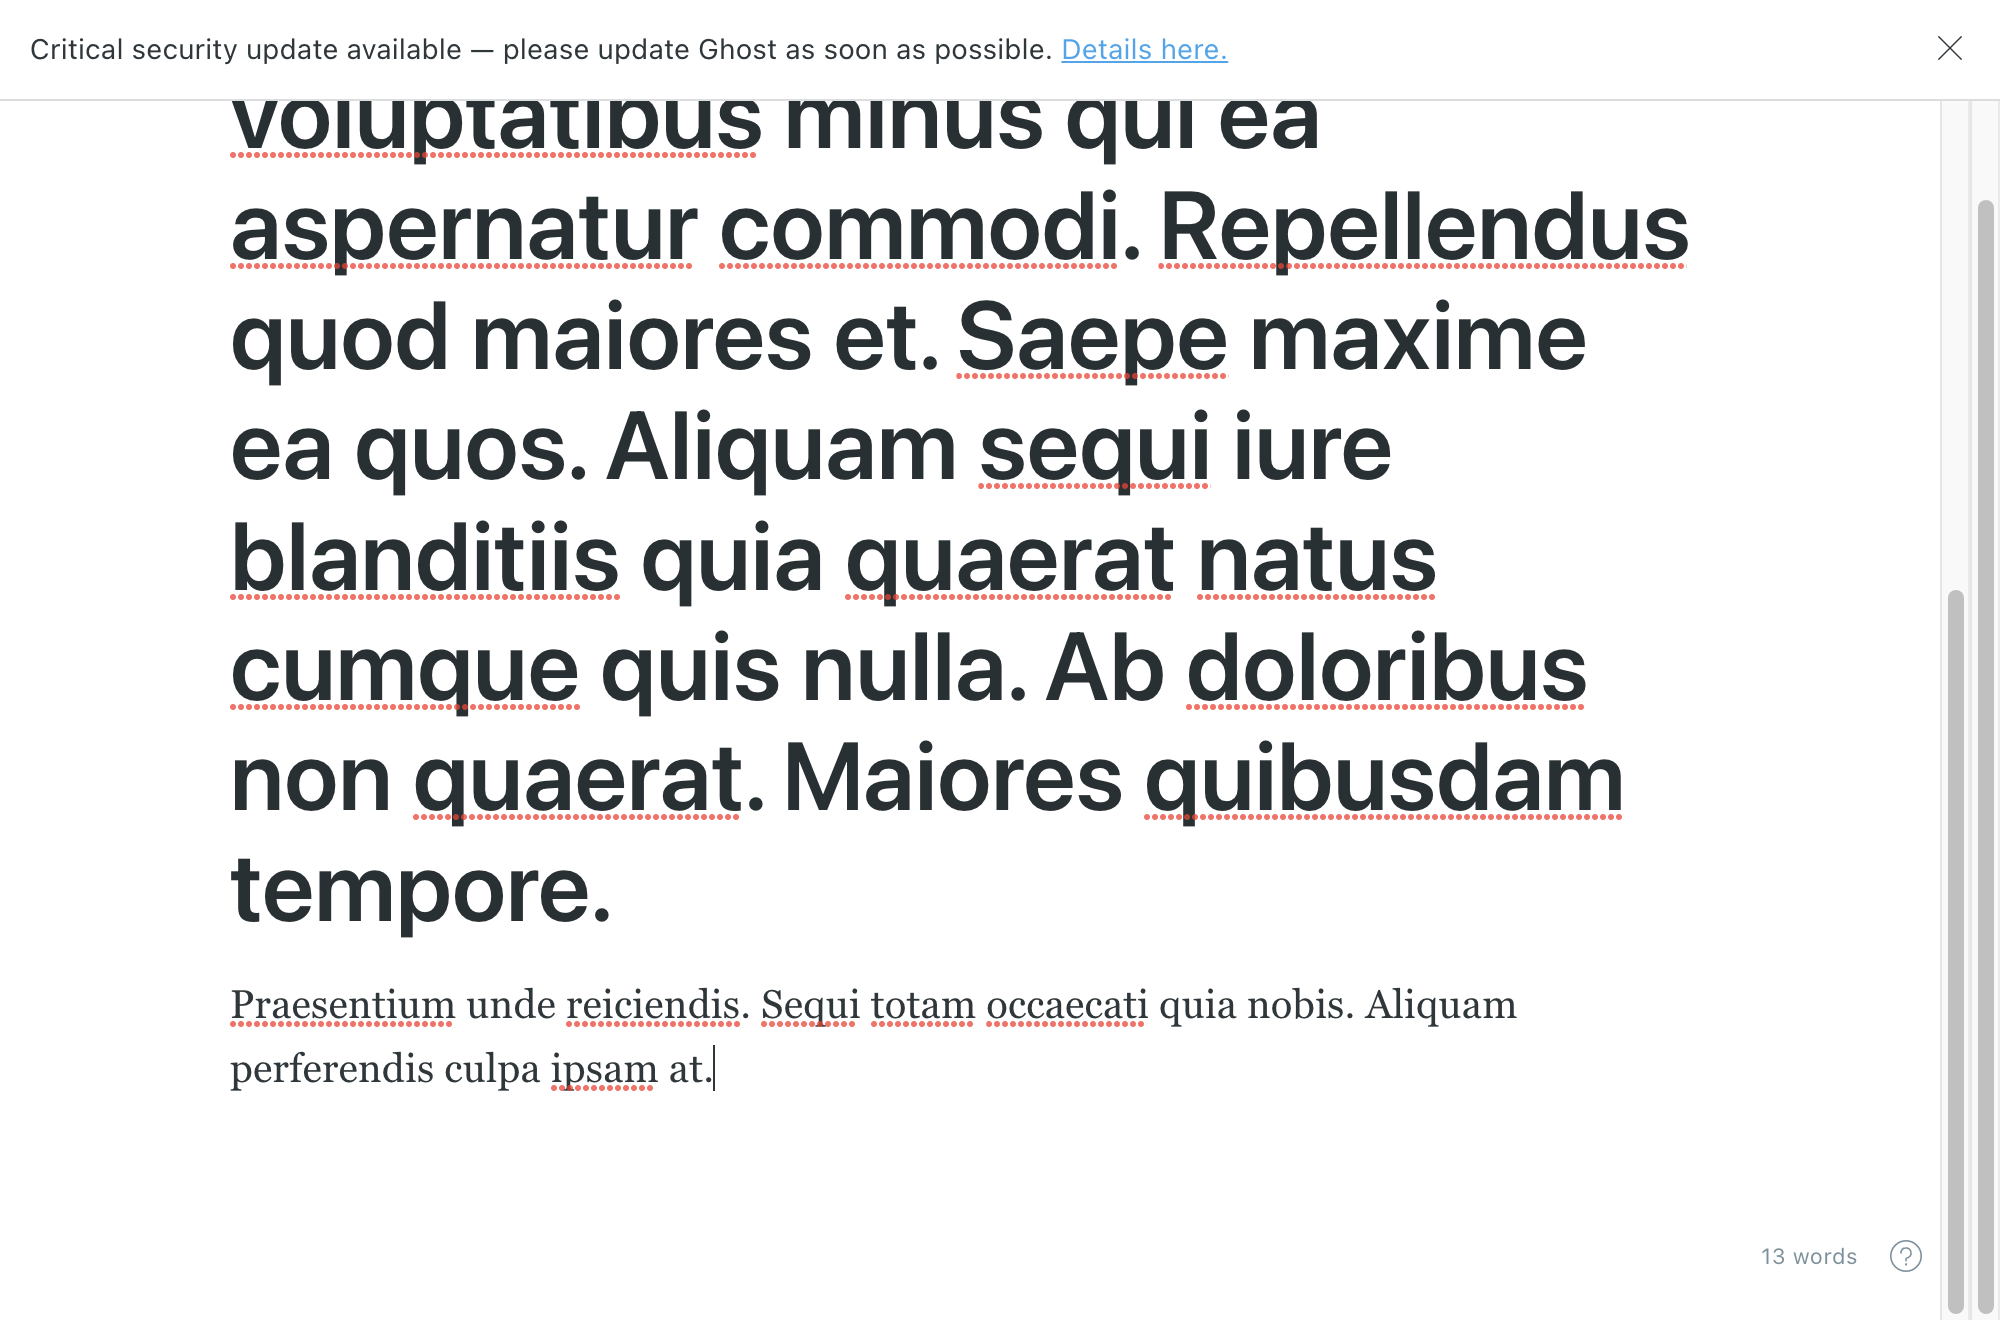 Critical security update available — please update Ghost as soon as possible. Details here.
voluptatibus minus qui ea
aspernatur commodi. Repellendus
quod maiores et. Saepe maxime
ea quos. Aliquam sequi iure
blanditiis quia quaerat natus
cumque quis nulla. Ab doloribus
non quaerat. Maiores quibusdam
tempore.
Praesentium unde reiciendis. Sequi totam occaecati quia nobis. Aliquam
perferendis culpa ipsam at.
13 words ?